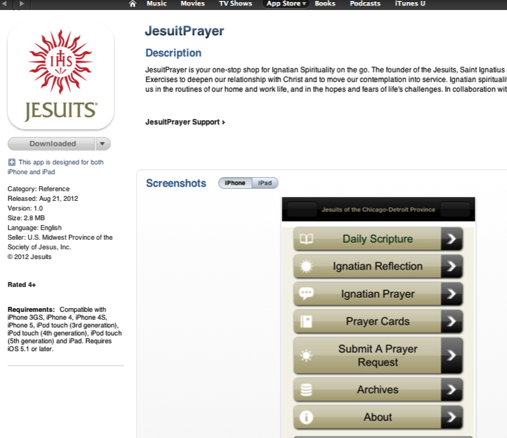 Music Movies TV Shows App Store Books Podcasts iTunes U
IHS
JESUITS
Downloaded
This app is designed for both
iPhone and iPad
Category: Reference
Released: Aug 21, 2012
Version: 1.0
Size: 2.8 MB
Language: English
Seller: U.S. Midwest Province of the
Society of Jesus, Inc.
© 2012 Jesuits
Rated 4+
Requirements: Compatible with
iPhone 3GS, iPhone 4, iPhone 4S,
iPhone 5, iPod touch (3rd generation),
iPod touch (4th generation), iPod touch
(5th generation) and iPad. Requires
iOS 5.1 or later.
JesuitPrayer
Description
JesuitPrayer is your one-stop shop for Ignatian Spirituality on the go. The founder of the Jesuits, Saint Ignatius
Exercises to deepen our relationship with Christ and to move our contemplation into service. Ignatian spirituali
us in the routines of our home and work life, and in the hopes and fears of life's challenges. In collaboration wit
JesuitPrayer Support
Screenshots iPhone iPad
Jesuits of the Chicago-Detroit Province
Daily Scripture
Ignatian Reflection
Ignatian Prayer
Prayer Cards
Submit A Prayer
Request
Archives
About